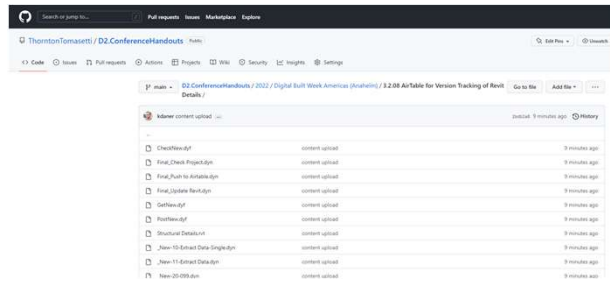 Search or jump to...
/
Pull requests Issues Marketplace Explore
ThorntonTomasetti / D2.ConferenceHandouts Public
Edit Pins
Unwatch
Code Issues Pull requests Actions Projects Wiki Security Insights Settings
main
D2.ConferenceHandouts / 2022 / Digital Built Week Americas (Anaheim) / 3.2.08 AirTable for Version Tracking of Revit
Details /
Go to file Add file ...
kdaner content upload ...
9 minutes ago History
..
CheckNew.dyf content upload 9 minutes ago
Final_Check Project.dyn content upload 9 minutes ago
Final_Push to Airtable.dyn content upload 9 minutes ago
Final_Update Revit.dyn content upload 9 minutes ago
GetNew.dyf content upload 9 minutes ago
PostNew.dyf content upload 9 minutes ago
Structural Details.rvt content upload 9 minutes ago
_New-10-Extract Data-Single.dyn content upload 9 minutes ago
_New-11-Extract Data.dyn content upload 9 minutes ago
_New-20-099.dyn content upload 9 minutes ago